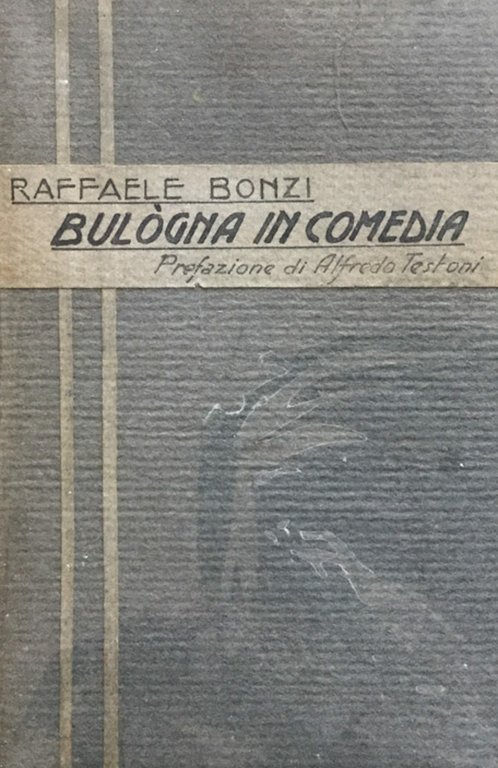 RAFFAELE BONZI
BULÒGNA IN COMEDIA
Prefazione di Alfredo Testoni